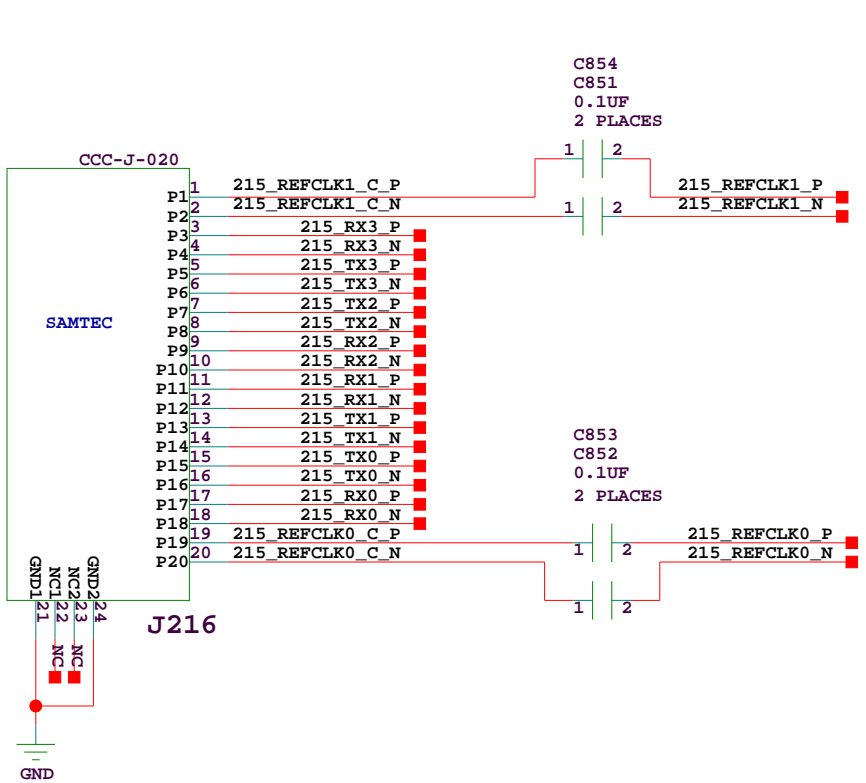 C854
C851
0.1UF
2 PLACES
CCC-J-020
1 2
P1 1 215_REFCLK1_C_P 215_REFCLK1_P
P2 2 215_REFCLK1_C_N 1 2 215_REFCLK1_N
P3 3 215_RX3_P
P4 4 215_RX3_N
P5 5 215_TX3_P
P6 6 215_TX3_N
P7 7 215_TX2_P
SAMTEC
P8 8 215_TX2_N
P9 9 215_RX2_P
P10 10 215_RX2_N
P11 11 215_RX1_P
P12 12 215_RX1_N
P13 13 215_TX1_P
P14 14 215_TX1_N
C853
C852
0.1UF
2 PLACES
P15 15 215_TX0_P
P16 16 215_TX0_N
P17 17 215_RX0_P
P18 18 215_RX0_N
P19 19 215_REFCLK0_C_P 1 2 215_REFCLK0_P
P20 20 215_REFCLK0_C_N 215_REFCLK0_N
1 2
GND1 21
NC1 22
NC2 23
GND2 24
J216
NC
NC
GND